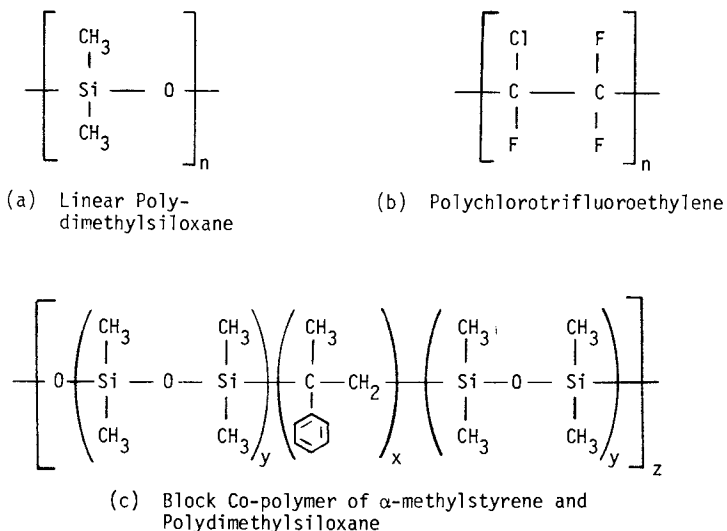 CH3 Cl F
Si O C C
CH3 F F
n n
(a) Linear Poly-
dimethylsiloxane
(b) Polychlorotrifluoroethylene
CH3 CH3 CH3 CH3 CH3
O Si O Si C CH2 Si O Si
CH3 CH3 CH3 CH3
y x y z
(c) Block Co-polymer of α-methylstyrene and
Polydimethylsiloxane